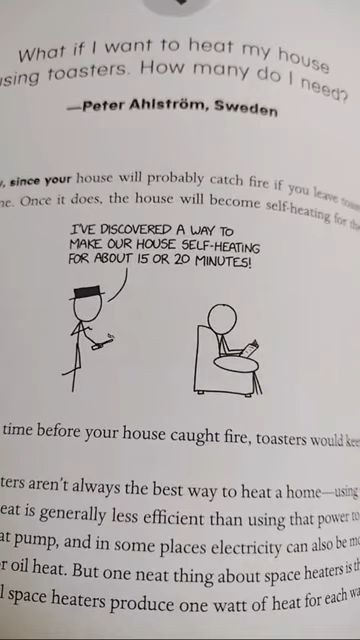 What if I want to heat my house
using toasters. How many do I need?
—Peter Ahlström, Sweden
since your house will probably catch fire if you leave
Once it does, the house will become self-heating for the
I'VE DISCOVERED A WAY TO
MAKE OUR HOUSE SELF-HEATING
FOR ABOUT 15 OR 20 MINUTES!
time before your house caught fire, toasters would
aren't always the best way to heat a home—using
is generally less efficient than using that power to
pump, and in some places electricity can also be
oil heat. But one neat thing about space heaters is
space heaters produce one watt of heat for each